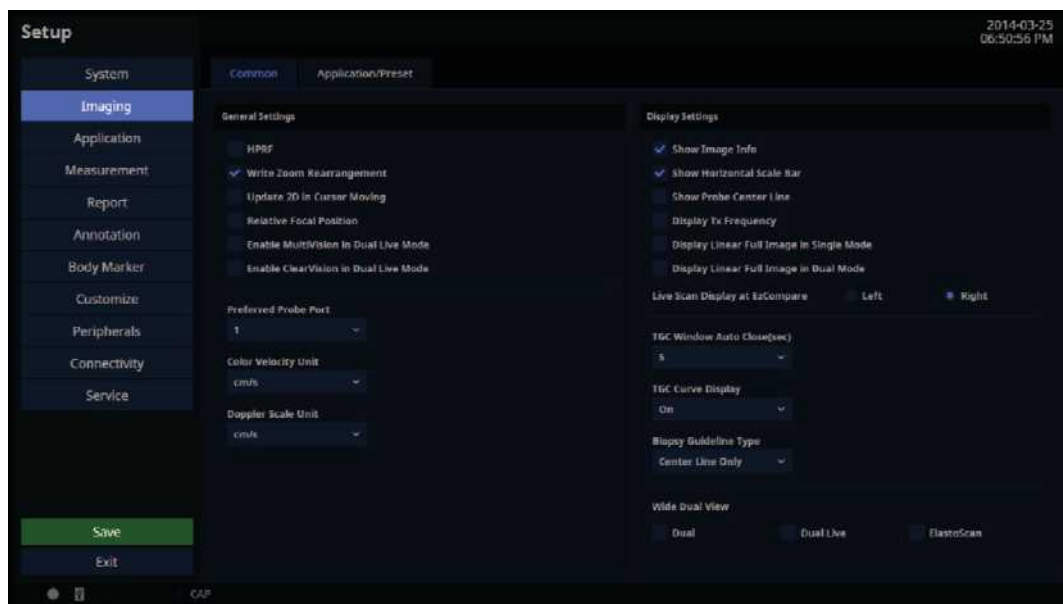 Setup
2014-03-25
06:50:56 PM
System
Imaging
Application
Measurement
Report
Annotation
Body Marker
Customize
Peripherals
Connectivity
Service
Save
Exit
Common Application/Preset
General Settings
HPRF
Write Zoom Rearrangement
Update 2D in Cursor Moving
Relative Focal Position
Enable MultiVision in Dual Live Mode
Enable ClearVision in Dual Live Mode
Preferred Probe Port
1
Color Velocity Unit
cm/s
Doppler Scale Unit
cm/s
Display Settings
Show Image Info
Show Horizontal Scale Bar
Show Probe Center Line
Display Tx Frequency
Display Linear Full Image in Single Mode
Display Linear Full Image in Dual Mode
Live Scan Display at EzCompare Left Right
TGC Window Auto Close(sec)
5
TGC Curve Display
On
Biopsy Guideline Type
Center Line Only
Wide Dual View
Dual Dual Live ElastoScan
CAP